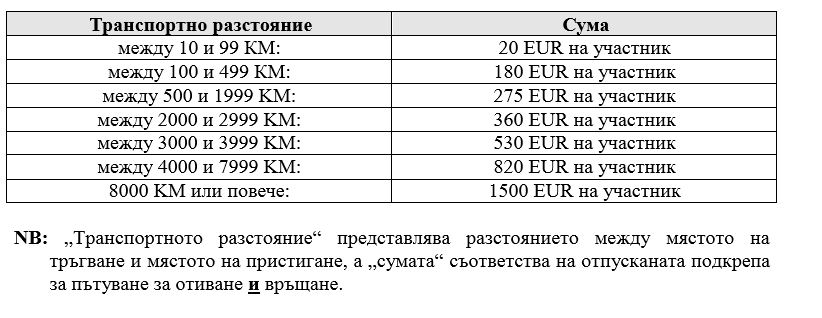 Транспортно разстояние Сума
между 10 и 99 КМ: 20 EUR на участник
между 100 и 499 КМ: 180 EUR на участник
между 500 и 1999 КМ: 275 EUR на участник
между 2000 и 2999 КМ: 360 EUR на участник
между 3000 и 3999 КМ: 530 EUR на участник
между 4000 и 7999 КМ: 820 EUR на участник
8000 КМ или повече: 1500 EUR на участник
NB: „Транспортното разстояние“ представлява разстоянието между мястото на
тръгване и мястото на пристигане, а „сумата“ съответства на отпусканата подкрепа
за пътуване за отиване и връщане.